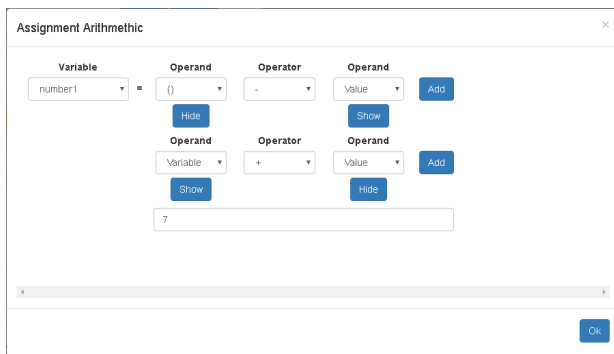 Assignment Arithmethic ×
Variable Operand Operator Operand
number1 = () - Value Add
Hide Show
Operand Operator Operand
Variable + Value Add
Show Hide
7
Ok